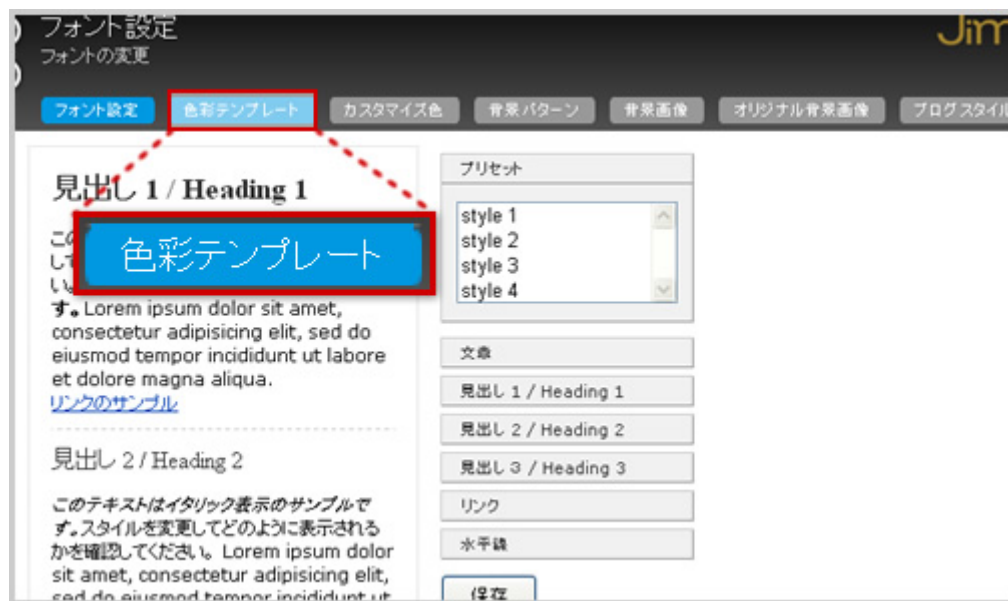 フォント設定
フォントの変更
Jim
フォント設定 色彩テンプレート カスタマイズ色 背景パターン 背景画像 オリジナル背景画像 ブログスタイル
見出し 1 / Heading 1
色彩テンプレート
す。Lorem ipsum dolor sit amet,
consectetur adipisicing elit, sed do
eiusmod tempor incididunt ut labore
et dolore magna aliqua.
リンクのサンプル
見出し 2 / Heading 2
このテキストはイタリック表示のサンプルで
す。スタイルを変更してどのように表示される
かを確認してください。Lorem ipsum dolor
sit amet, consectetur adipisicing elit,
sed do eiusmod tempor incididunt ut
プリセット
style 1
style 2
style 3
style 4
文章
見出し 1 / Heading 1
見出し 2 / Heading 2
見出し 3 / Heading 3
リンク
水平線
保存